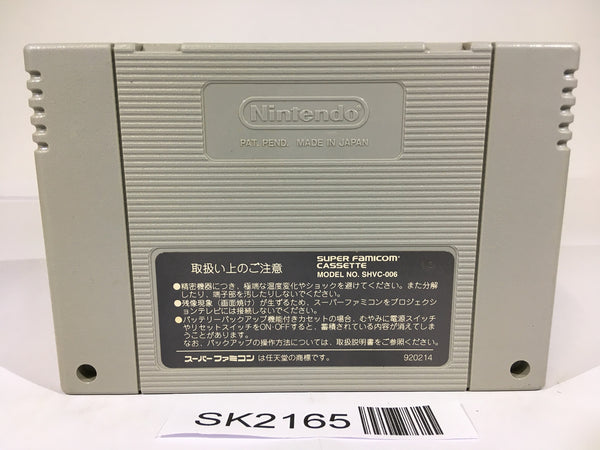 Nintendo
PAT. PEND. MADE IN JAPAN
取扱い上のご注意
SUPER FAMICOM
CASSETTE
MODEL NO. SHVC-006
●精密機器につき、極端な温度変化やショックを避けてください。また分解
したり、端子部を汚したりしないでください。
●残像現象(画面焼け)が生ずるため、スーパーファミコンをプロジェクシ
ョンテレビには接続しないでください。
●バッテリーバックアップ機能付きカセットの場合、むやみに電源スイッチ
やリセットスイッチをON・OFFすると、蓄積されている内容が消えてしま
うことがあります。
なお、バックアップの操作方法については、取扱説明書をご参照ください。
スーパーファミコン は任天堂の商標です。
920214
SK2165